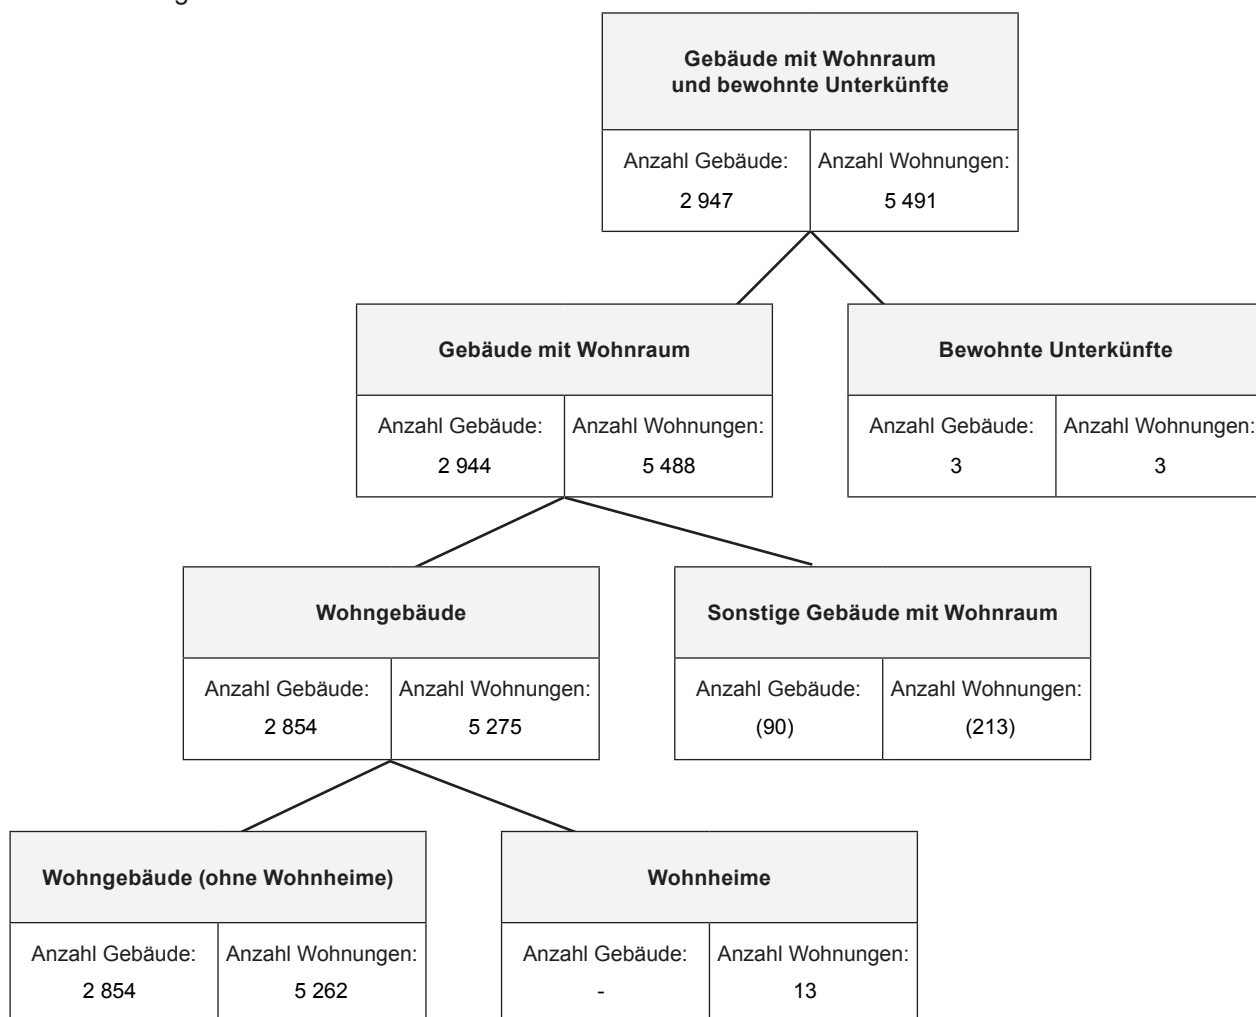 Gebäude mit Wohnraum
und bewohnte Unterkünfte
Anzahl Gebäude: Anzahl Wohnungen:
2 947 5 491
Gebäude mit Wohnraum
Anzahl Gebäude: Anzahl Wohnungen:
2 944 5 488
Bewohnte Unterkünfte
Anzahl Gebäude: Anzahl Wohnungen:
3 3
Wohngebäude
Anzahl Gebäude: Anzahl Wohnungen:
2 854 5 275
Sonstige Gebäude mit Wohnraum
Anzahl Gebäude: Anzahl Wohnungen:
(90) (213)
Wohngebäude (ohne Wohnheime)
Anzahl Gebäude: Anzahl Wohnungen:
2 854 5 262
Wohnheime
Anzahl Gebäude: Anzahl Wohnungen:
- 13